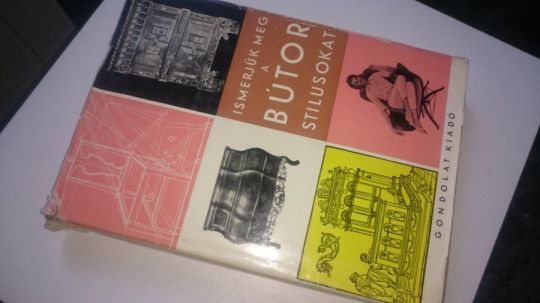 ISMERJÜK MEG
A
BÚTOR
STILUSOKAT
GONDOLAT KIADÓ